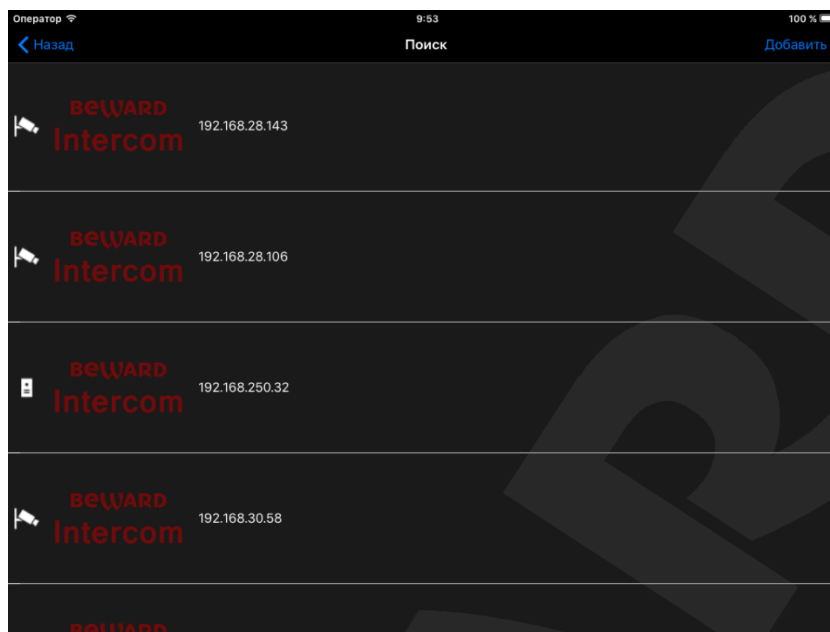 Оператор 9:53 100 %
Назад Поиск Добавить
BEWARD
Intercom
192.168.28.143
BEWARD
Intercom
192.168.28.106
BEWARD
Intercom
192.168.250.32
BEWARD
Intercom
192.168.30.58
BEWARD